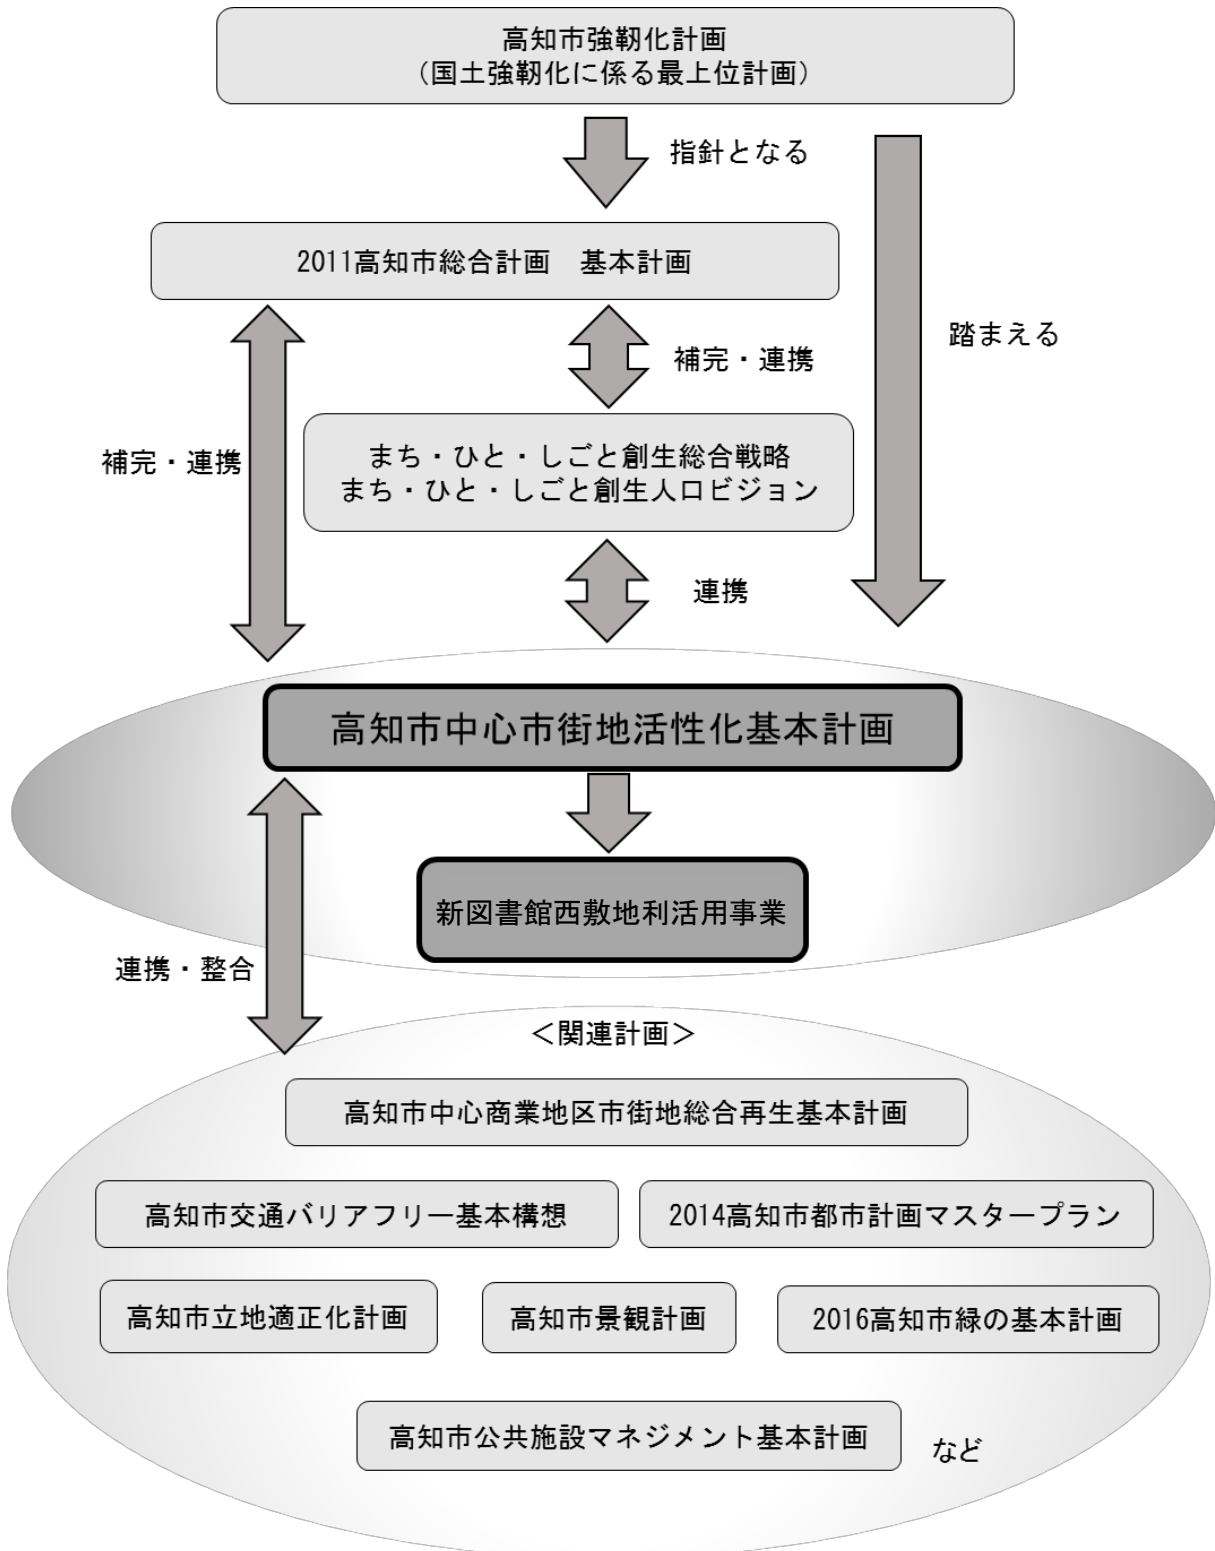 高知市強靭化計画
（国土強靭化に係る最上位計画）
指針となる
2011高知市総合計画　基本計画
踏まえる
補完・連携
補完・連携
まち・ひと・しごと創生総合戦略
まち・ひと・しごと創生人口ビジョン
連携
高知市中心市街地活性化基本計画
新図書館西敷地利活用事業
連携・整合
＜関連計画＞
高知市中心商業地区市街地総合再生基本計画
高知市交通バリアフリー基本構想
2014高知市都市計画マスタープラン
高知市立地適正化計画
高知市景観計画
2016高知市緑の基本計画
高知市公共施設マネジメント基本計画
など